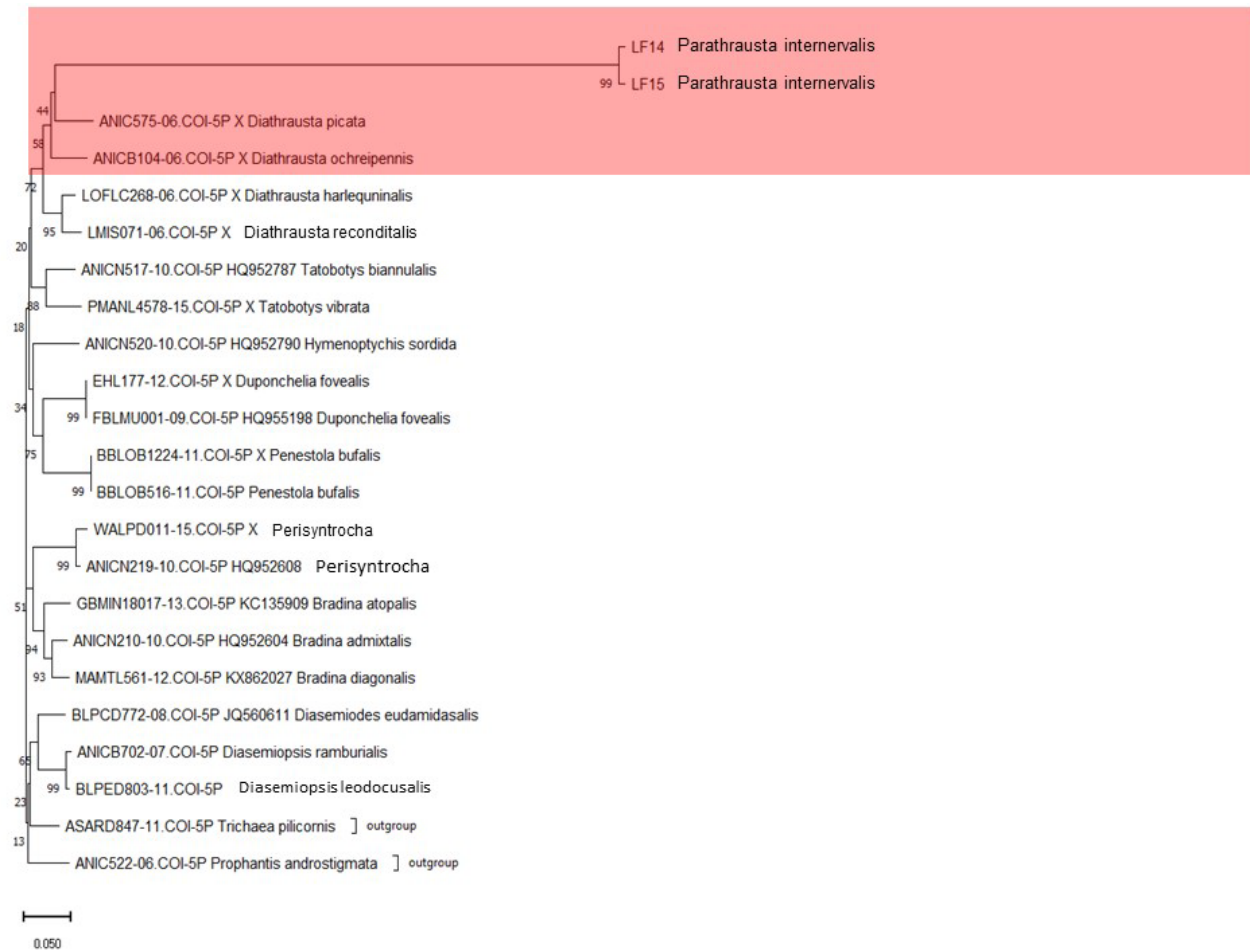 LF14 Parathrausta internervalis
99 LF15 Parathrausta internervalis
44
ANIC575-06.COI-5P X Diathrausta picata
58
ANICB104-06.COI-5P X Diathrausta ochreipennis
72
LOFLC268-06.COI-5P X Diathrausta harlequninalis
95 LMIS071-06.COI-5P X Diathrausta reconditalis
20
ANICN517-10.COI-5P HQ952787 Tatobotys biannulalis
88 PMANL4578-15.COI-5P X Tatobotys vibrata
18
ANICN520-10.COI-5P HQ952790 Hymenoptychis sordida
EHL177-12.COI-5P X Duponchelia fovealis
34
99 FBLMU001-09.COI-5P HQ955198 Duponchelia fovealis
75 BBLOB1224-11.COI-5P X Penestola bufalis
99 BBLOB516-11.COI-5P Penestola bufalis
WALPD011-15.COI-5P X Perisyntrocha
99 ANICN219-10.COI-5P HQ952608 Perisyntrocha
51 GBMIN18017-13.COI-5P KC135909 Bradina atopalis
ANICN210-10.COI-5P HQ952604 Bradina admixtalis
94
93 MAMTL561-12.COI-5P KX862027 Bradina diagonalis
BLPCD772-08.COI-5P JQ560611 Diasemiodes eudamidasalis
ANICB702-07.COI-5P Diasemiopsis ramburialis
65
99 BLPED803-11.COI-5P Diasemiopsis leodocusalis
23
ASARD847-11.COI-5P Trichaea pilicornis ] outgroup
13
ANIC522-06.COI-5P Prophantis androstigmata ] outgroup
0.050